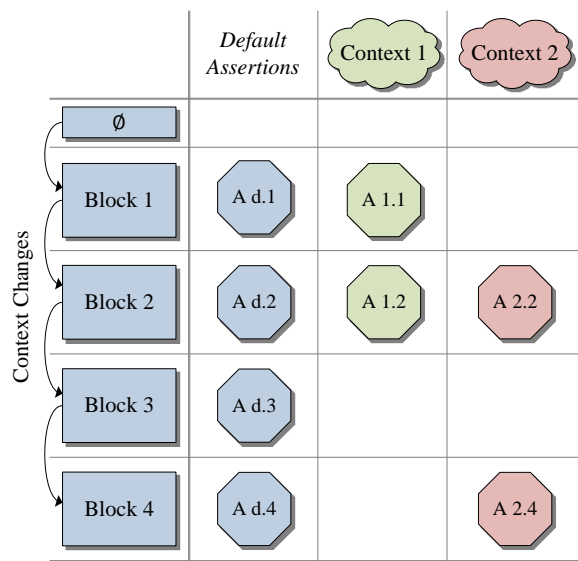 Default
Assertions
Context 1
Context 2
Context Changes
∅
Block 1
A d.1
A 1.1
Block 2
A d.2
A 1.2
A 2.2
Block 3
A d.3
Block 4
A d.4
A 2.4